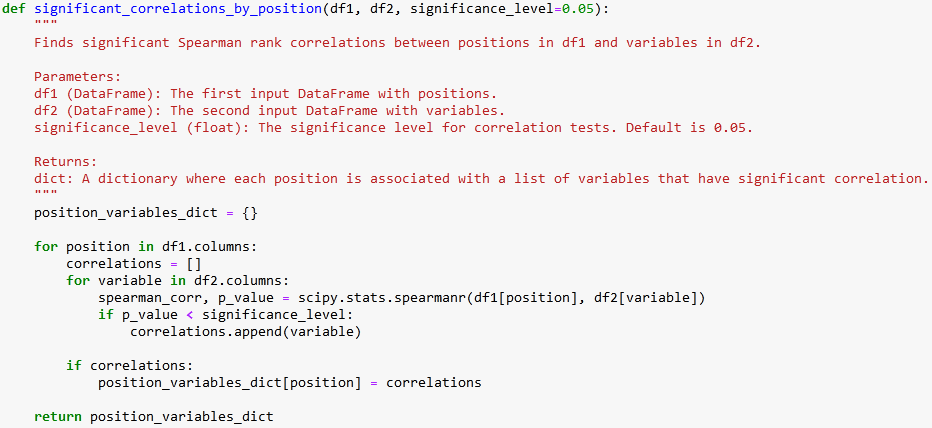 def significant_correlations_by_position(df1, df2, significance_level=0.05):
    """
    Finds significant Spearman rank correlations between positions in df1 and variables in df2.

    Parameters:
    df1 (DataFrame): The first input DataFrame with positions.
    df2 (DataFrame): The second input DataFrame with variables.
    significance_level (float): The significance level for correlation tests. Default is 0.05.

    Returns:
    dict: A dictionary where each position is associated with a list of variables that have significant correlation.
    """
    position_variables_dict = {}

    for position in df1.columns:
        correlations = []
        for variable in df2.columns:
            spearman_corr, p_value = scipy.stats.spearmanr(df1[position], df2[variable])
            if p_value < significance_level:
                correlations.append(variable)

        if correlations:
            position_variables_dict[position] = correlations

    return position_variables_dict